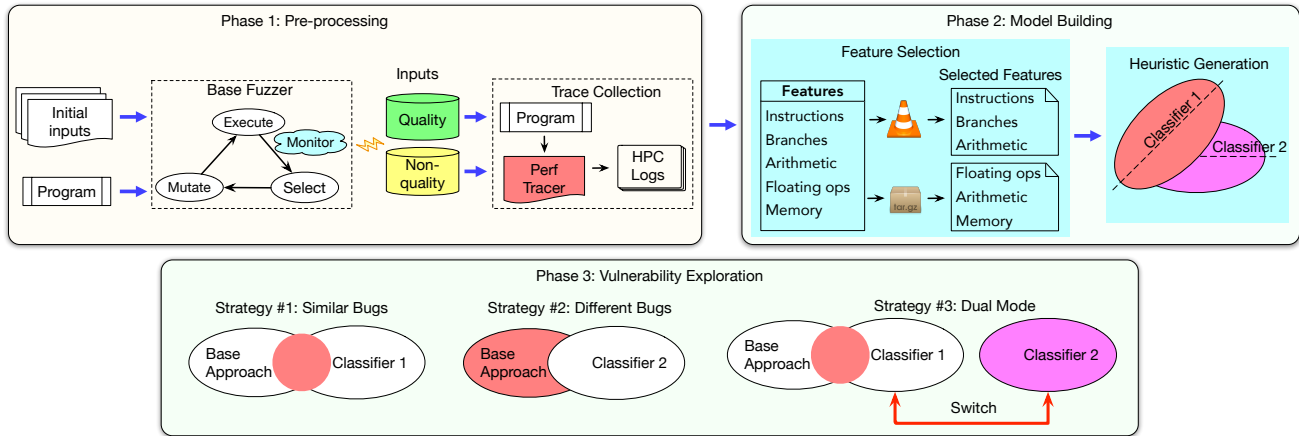 Phase 1: Pre-processing
Initial
inputs
Program
Base Fuzzer
Execute
Monitor
Mutate
Select
Inputs
Quality
Non-
quality
Trace Collection
Program
Perf
Tracer
HPC
Logs
Phase 2: Model Building
Feature Selection
Features
Instructions
Branches
Arithmetic
Floating ops
Memory
tar.gz
Selected Features
Instructions
Branches
Arithmetic
Floating ops
Arithmetic
Memory
Heuristic Generation
Classifier 1
Classifier 2
Phase 3: Vulnerability Exploration
Strategy #1: Similar Bugs
Base
Approach
Classifier 1
Strategy #2: Different Bugs
Base
Approach
Classifier 2
Strategy #3: Dual Mode
Base
Approach
Classifier 1
Classifier 2
Switch